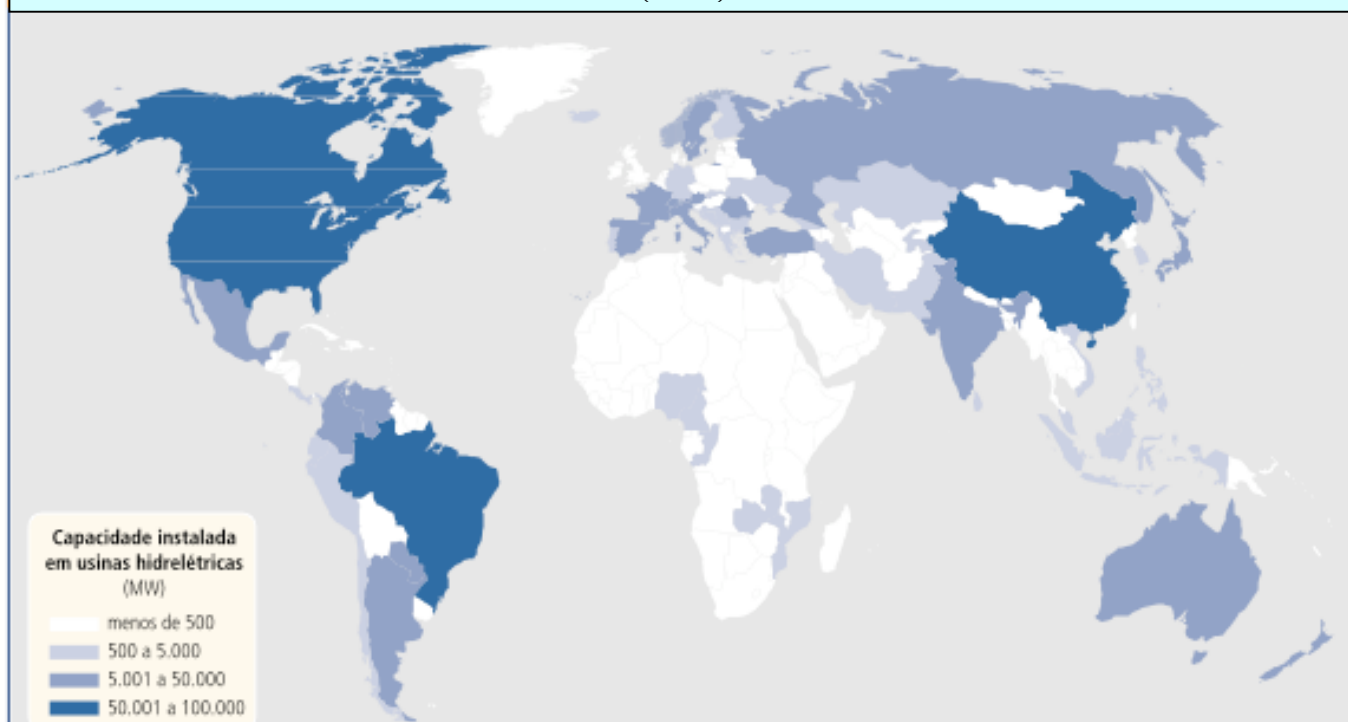 Capacidade instalada
em usinas hidrelétricas
(MW)
menos de 500
500 a 5.000
5.001 a 50.000
50.001 a 100.000